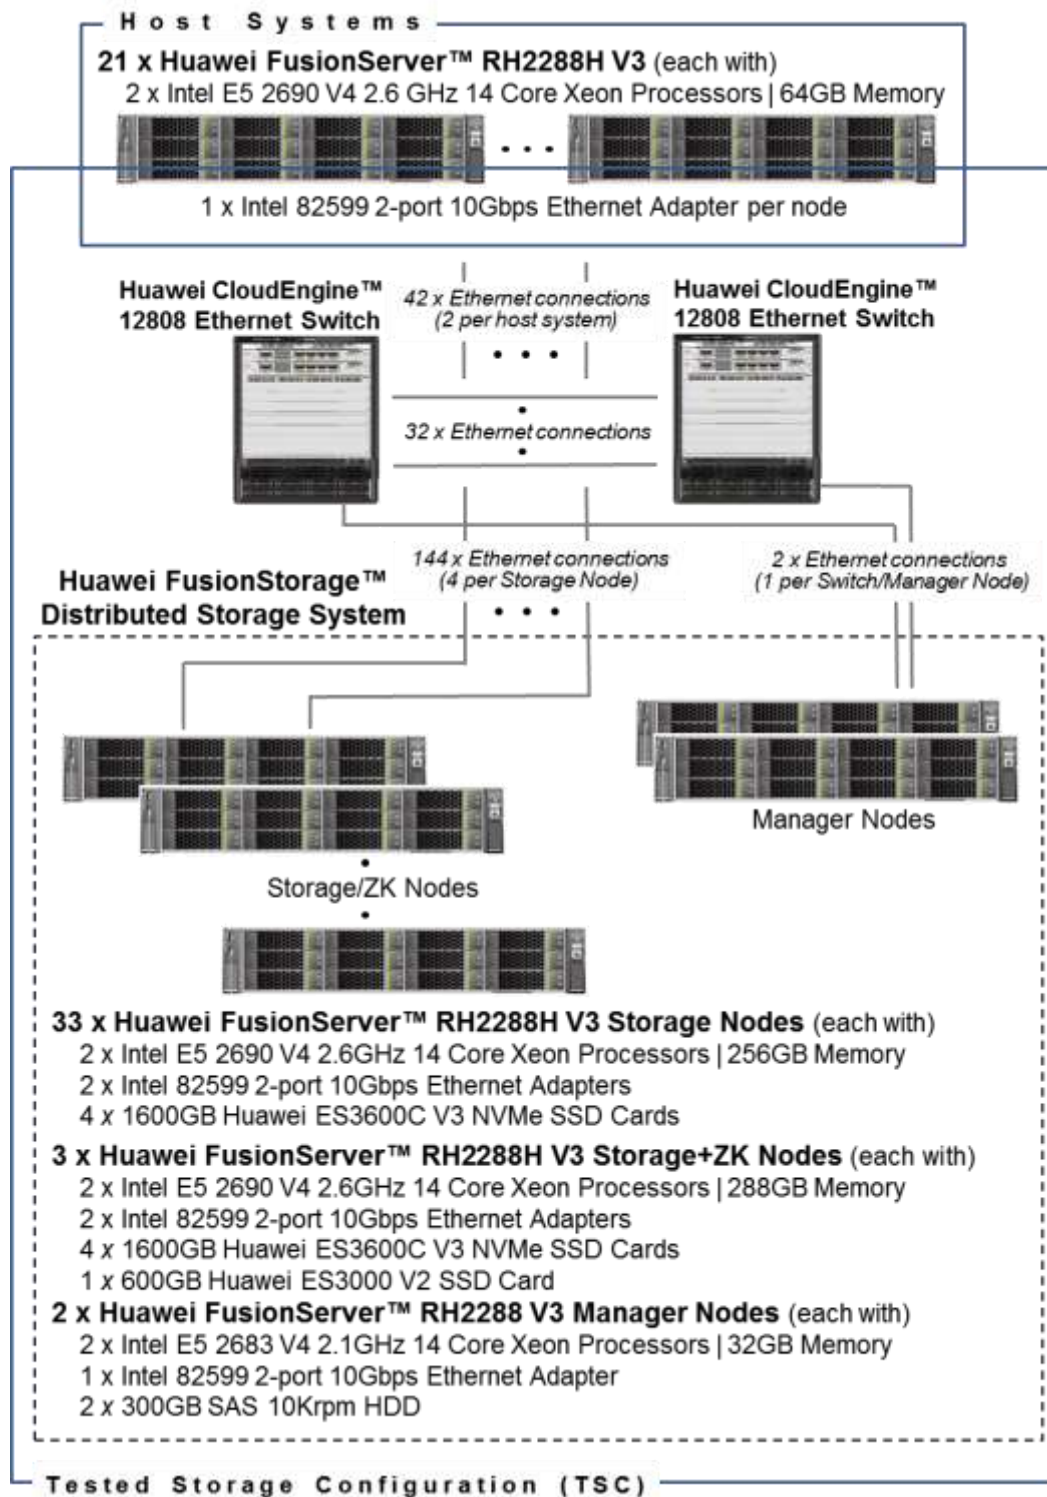 Host Systems
21 x Huawei FusionServer™ RH2288H V3 (each with)
2 x Intel E5 2690 V4 2.6 GHz 14 Core Xeon Processors | 64GB Memory
1 x Intel 82599 2-port 10Gbps Ethernet Adapter per node
Huawei CloudEngine™
12808 Ethernet Switch
42 x Ethernet connections
(2 per host system)
Huawei CloudEngine™
12808 Ethernet Switch
32 x Ethernet connections
144 x Ethernet connections
(4 per Storage Node)
2 x Ethernet connections
(1 per Switch/Manager Node)
Huawei FusionStorage™
Distributed Storage System
Manager Nodes
Storage/ZK Nodes
33 x Huawei FusionServer™ RH2288H V3 Storage Nodes (each with)
2 x Intel E5 2690 V4 2.6GHz 14 Core Xeon Processors | 256GB Memory
2 x Intel 82599 2-port 10Gbps Ethernet Adapters
4 x 1600GB Huawei ES3600C V3 NVMe SSD Cards
3 x Huawei FusionServer™ RH2288H V3 Storage+ZK Nodes (each with)
2 x Intel E5 2690 V4 2.6GHz 14 Core Xeon Processors | 288GB Memory
2 x Intel 82599 2-port 10Gbps Ethernet Adapters
4 x 1600GB Huawei ES3600C V3 NVMe SSD Cards
1 x 600GB Huawei ES3000 V2 SSD Card
2 x Huawei FusionServer™ RH2288 V3 Manager Nodes (each with)
2 x Intel E5 2683 V4 2.1GHz 14 Core Xeon Processors | 32GB Memory
1 x Intel 82599 2-port 10Gbps Ethernet Adapter
2 x 300GB SAS 10Krpm HDD
Tested Storage Configuration (TSC)